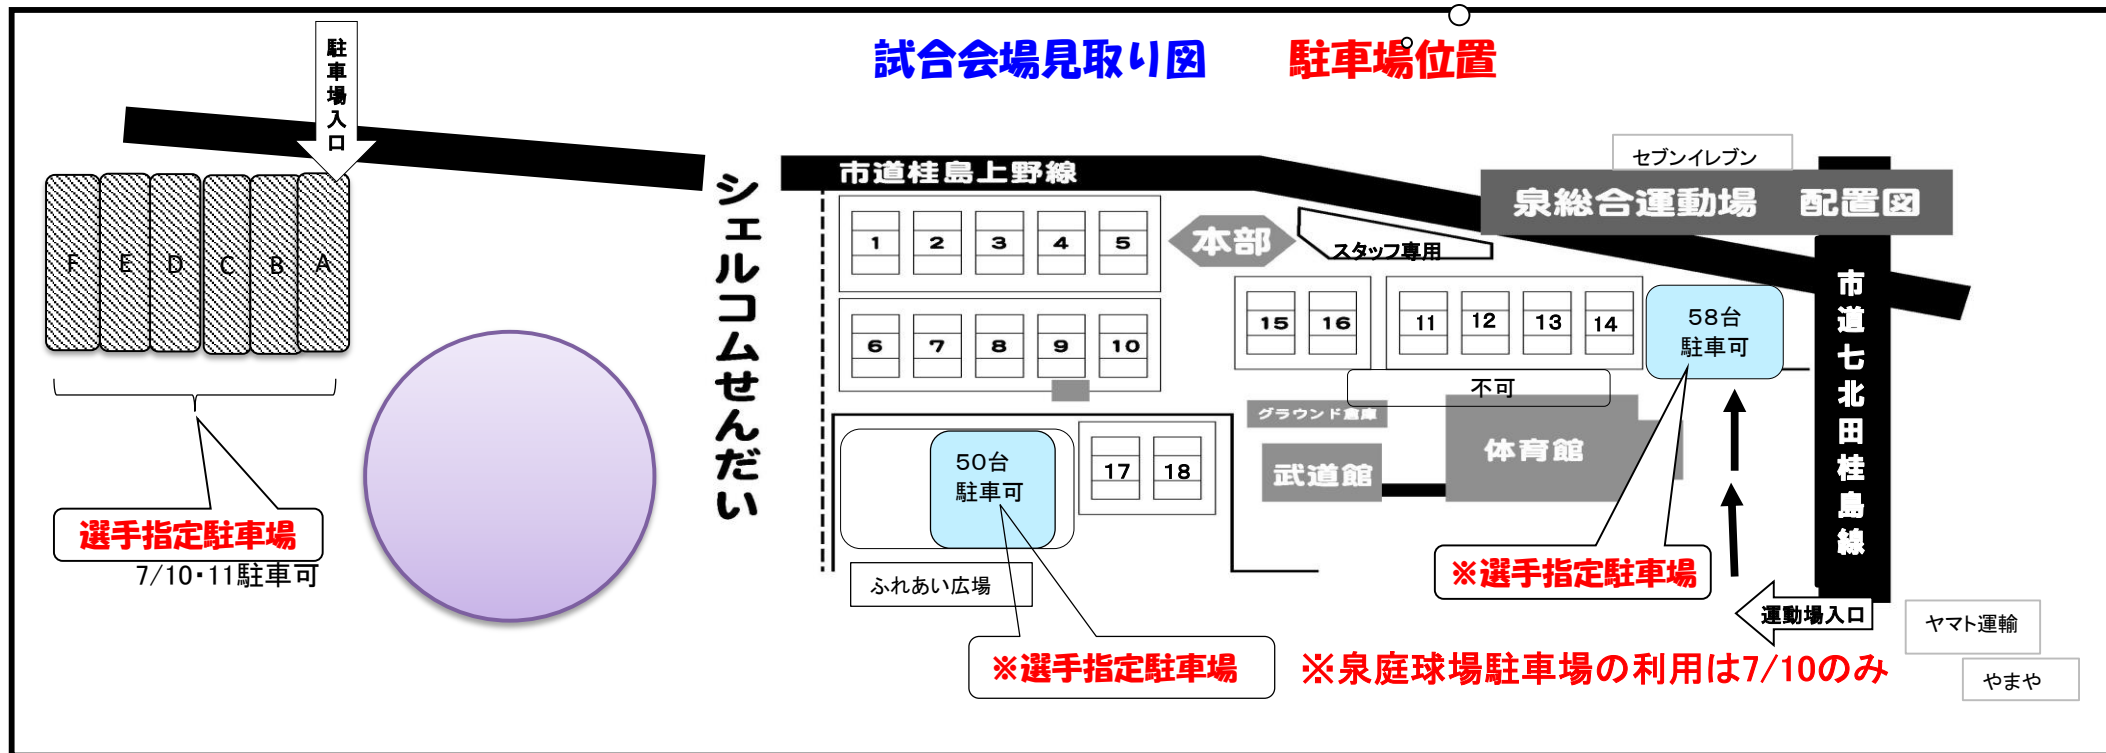 試合会場見取り図　駐車場位置
駐車場入口
セブンイレブン
市道桂島上野線
泉総合運動場　配置図
シェルコムせんだい
1 2 3 4 5
本部
スタッフ専用
F E D C B A
15 16 11 12 13 14
58台
駐車可
市道七北田桂島線
6 7 8 9 10
不可
グラウンド倉庫
体育館
武道館
50台
駐車可
17 18
選手指定駐車場
7/10・11駐車可
ふれあい広場
※選手指定駐車場
運動場入口
ヤマト運輸
※選手指定駐車場
※泉庭球場駐車場の利用は7/10のみ
やまや